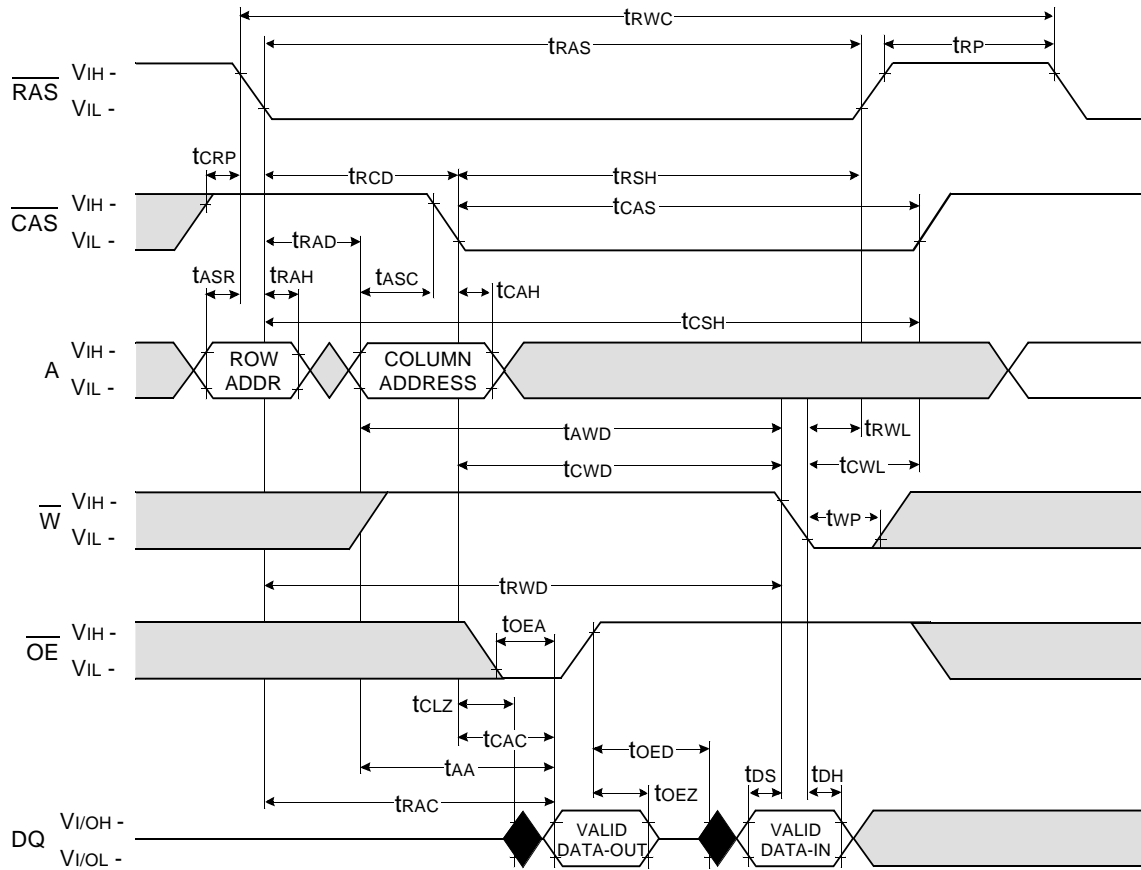 tRWC
tRAS
tRP
RAS
VIH -
VIL -
tCRP
tRCD
tRSH
CAS
VIH -
VIL -
tCAS
tRAD
tASR
tRAH
tASC
tCAH
tCSH
A
VIH -
VIL -
ROW
ADDR
COLUMN
ADDRESS
tAWD
tRWL
tCWD
tCWL
W
VIH -
VIL -
tWP
tRWD
OE
VIH -
VIL -
tOEA
tCLZ
tCAC
tOED
tAA
tOEZ
tDS
tDH
tRAC
DQ
VI/OH -
VI/OL -
VALID
DATA-OUT
VALID
DATA-IN